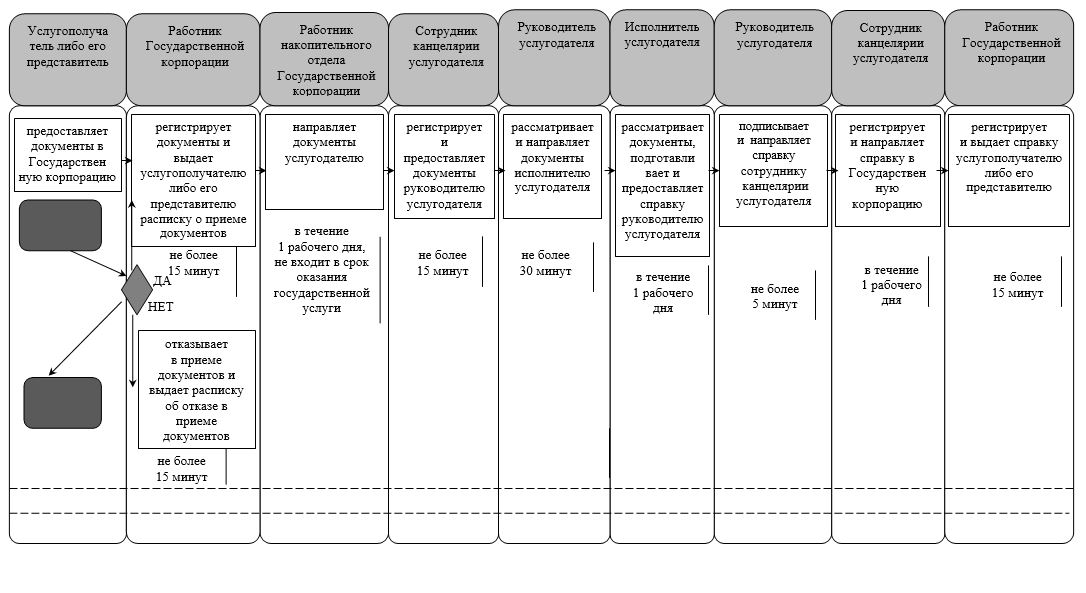 Услугополуча
тель либо его
представитель
Работник
Государственной
корпорации
Работник
накопительного
отдела
Государственной
корпорации
Сотрудник
канцелярии
услугодателя
Руководитель
услугодателя
Исполнитель
услугодателя
Руководитель
услугодателя
Сотрудник
канцелярии
услугодателя
Работник
Государственной
корпорации
предоставляет
документы в
Государствен
ную корпорацию
регистрирует
документы и
выдает
услугополучателю
либо его
представителю
расписку о приеме
документов
не более
15 минут
ДА
НЕТ
отказывает
в приеме
документов и
выдает расписку
об отказе в
приеме
документов
не более
15 минут
направляет
документы
услугодателю
в течение
1 рабочего дня,
не входит в срок
оказания
государственной
услуги
регистрирует
и
предоставляет
документы
руководителю
услугодателя
не более
15 минут
рассматривает
и направляет
документы
исполнителю
услугодателя
не более
30 минут
рассматривает
документы,
подготавли
вает и
предоставляет
справку
руководителю
услугодателя
в течение
1 рабочего
дня
подписывает
и направляет
справку
сотруднику
канцелярии
услугодателя
не более
5 минут
регистрирует
и направляет
справку в
Государствен
ную
корпорацию
в течение
1 рабочего
дня
регистрирует
и выдает справку
услугополучателю
либо его
представителю
не более
15 минут